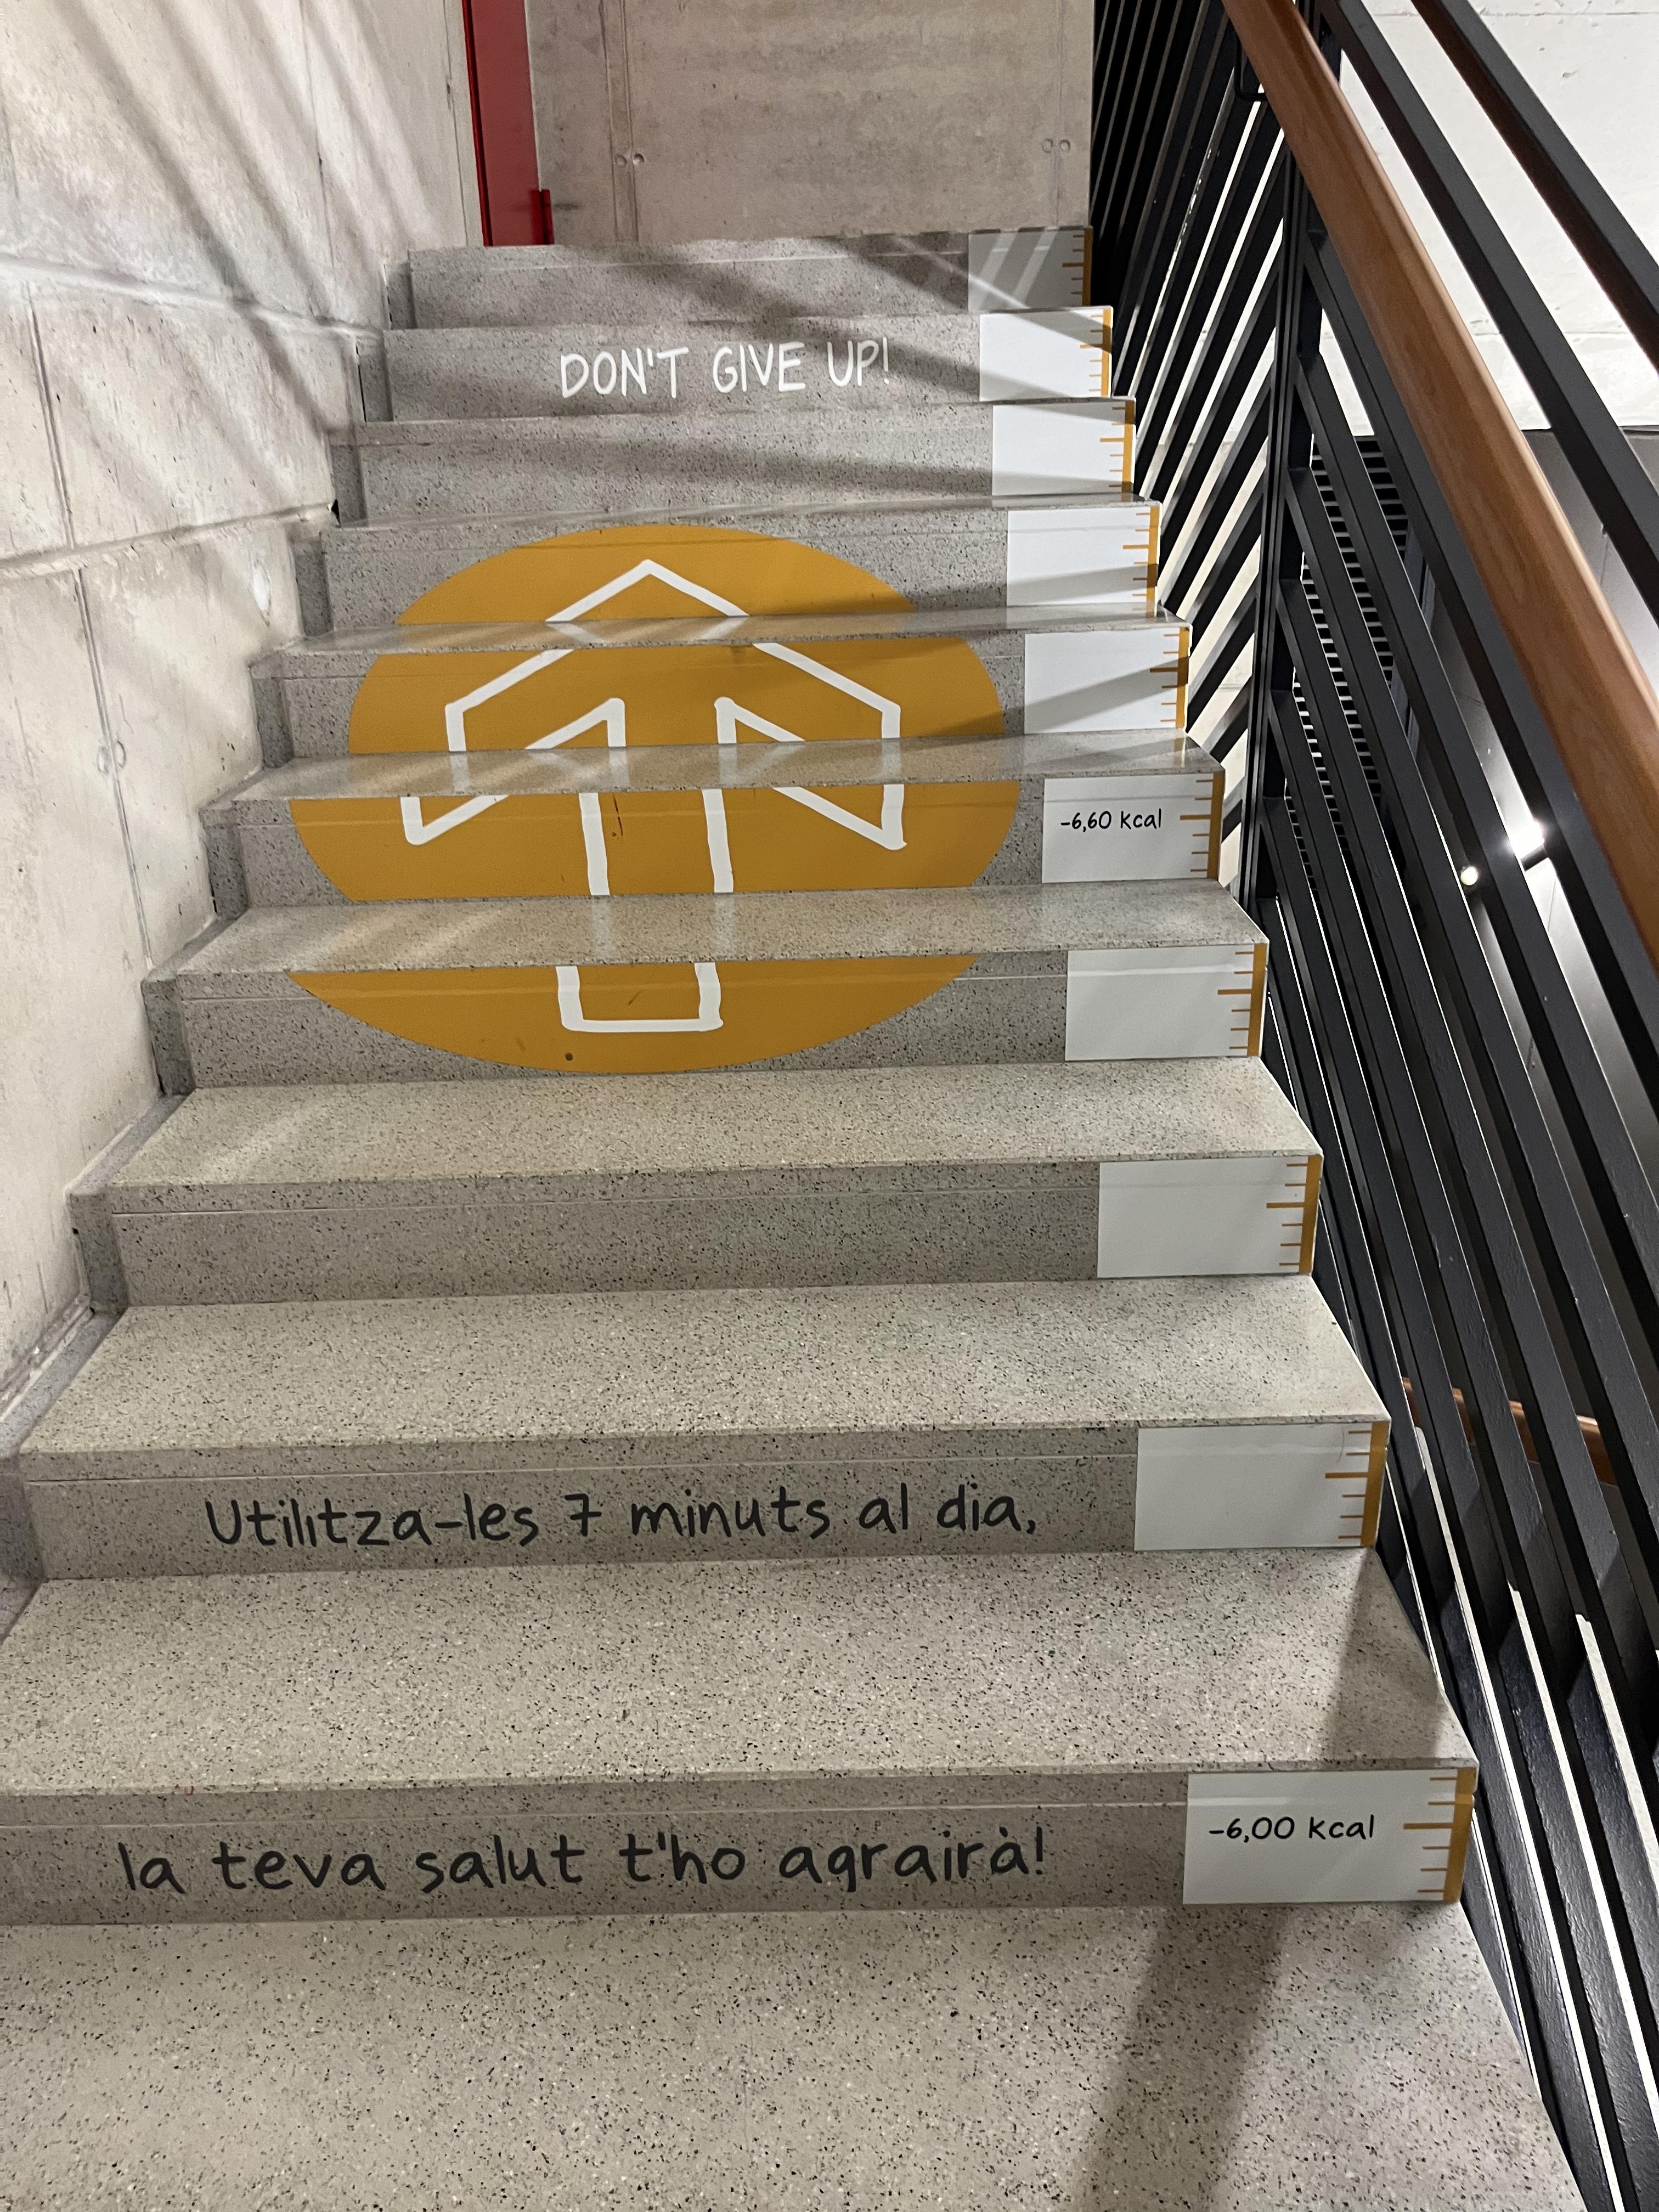 DON'T GIVE UP!
-6,60 kcal
Utilitza-les 7 minuts al dia,
la teva salut t'ho agrairà!
-6,00 kcal